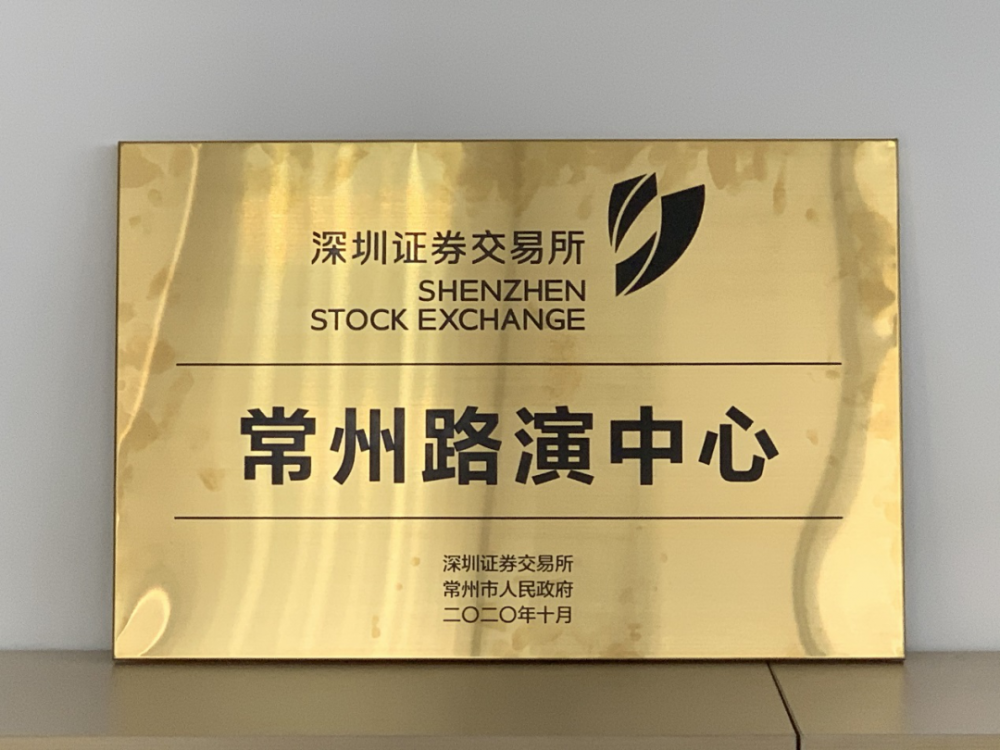 深圳证券交易所
SHENZHEN
STOCK EXCHANGE
常州路演中心
深圳证券交易所
常州市人民政府
二〇二〇年十月